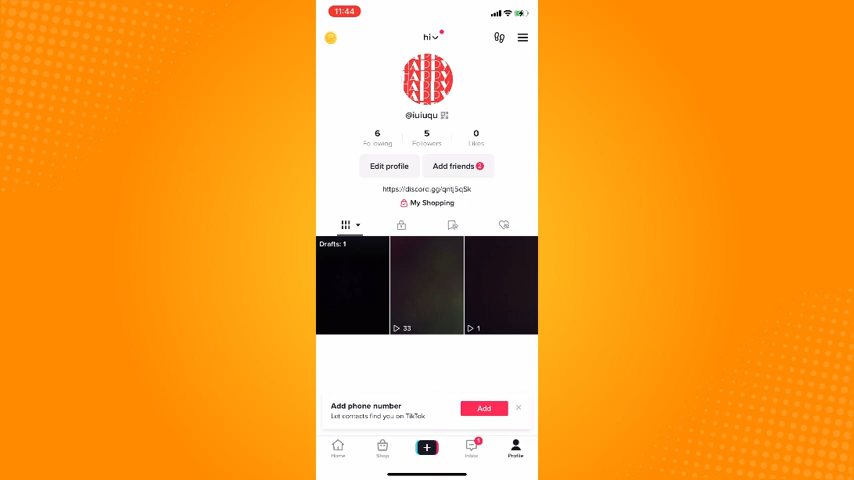 11:44
hi
HAPPY
@iuiuqu
6 5 0
Following Followers Likes
Edit profile Add friends 2
https://discord.gg/qntj5qSk
My Shopping
Drafts: 1
33 1
Add phone number
Let contacts find you on TikTok
Add
Home Shop Inbox Profile